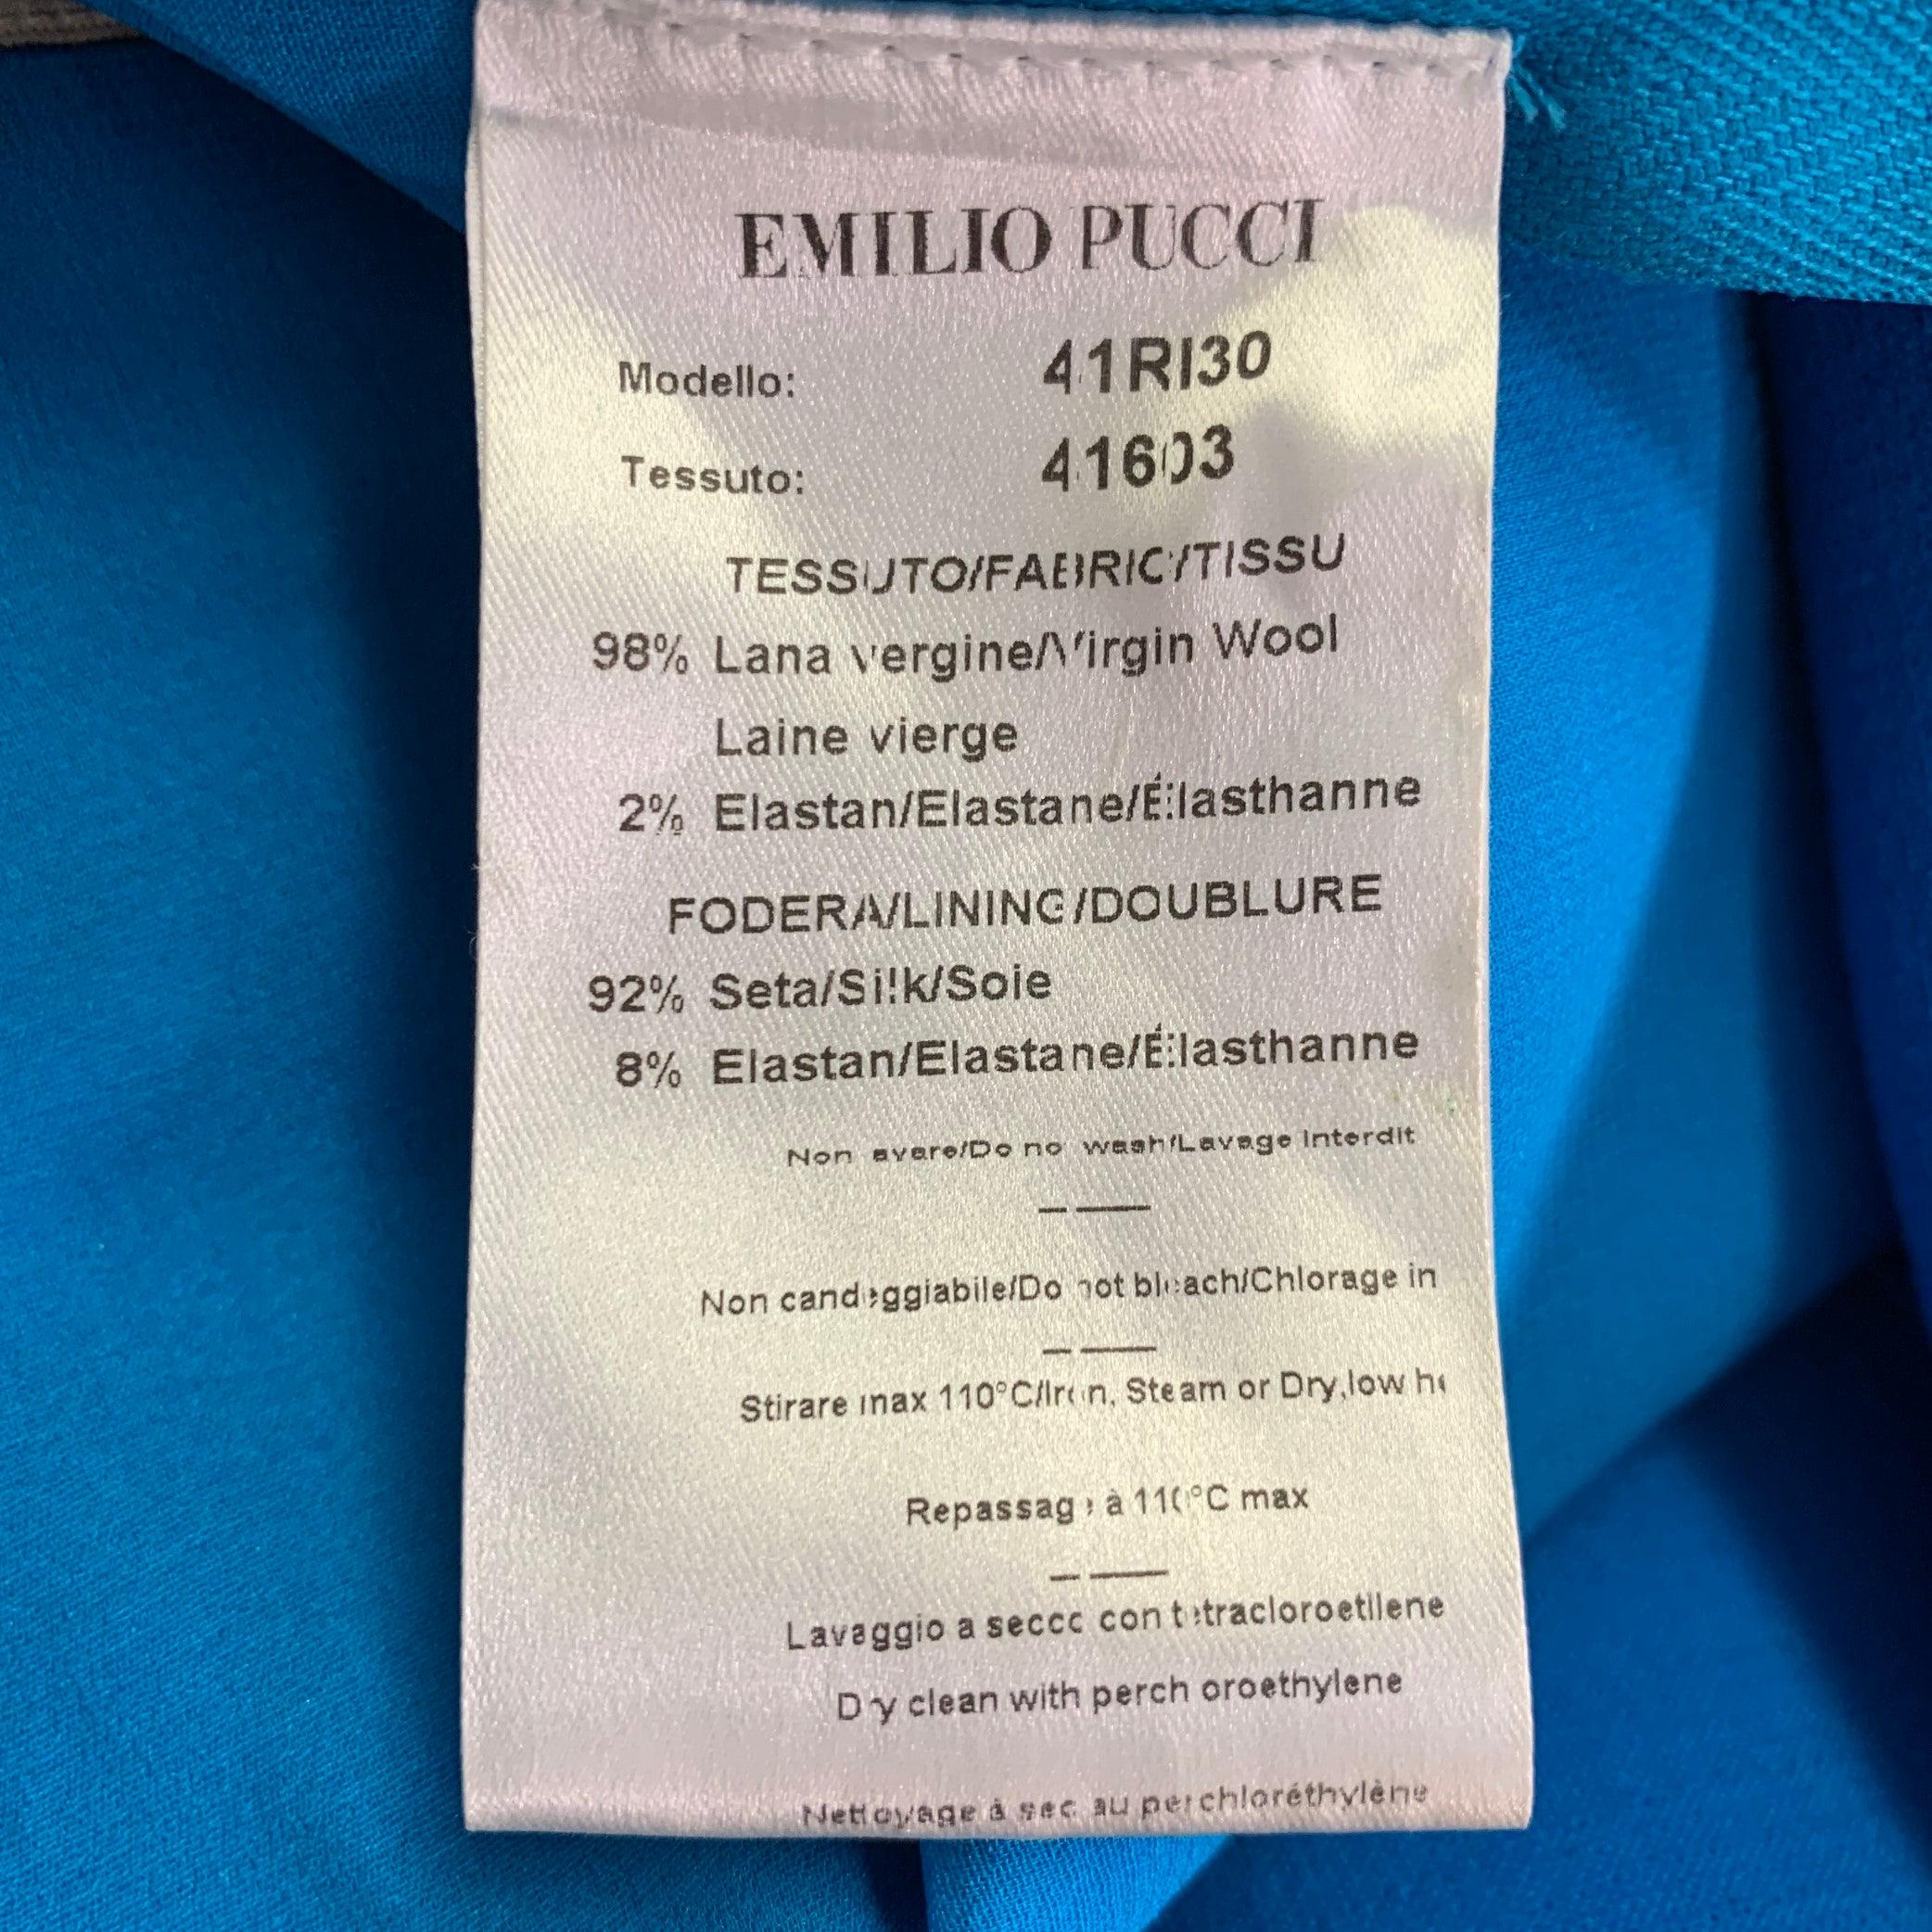 EMILIO PUCCI
Modello: 41RI30
Tessuto: 41603
TESSUTO/FABRIC/TISSU
98% Lana vergine/Virgin Wool
Laine vierge
2% Elastan/Elastane/Élasthanne
FODERA/LINING/DOUBLURE
92% Seta/Silk/Soie
8% Elastan/Elastane/Élasthanne
Non lavare/Do not wash/Lavage Interdit
Non candeggiabile/Do not bleach/Chlorage in
Stirare max 110°C/Iron, Steam or Dry,low he
Repassage à 110°C max
Lavaggio a secco con tetracloroetilene
Dry clean with perchloroethylene
Nettoyage à sec au perchloréthylène